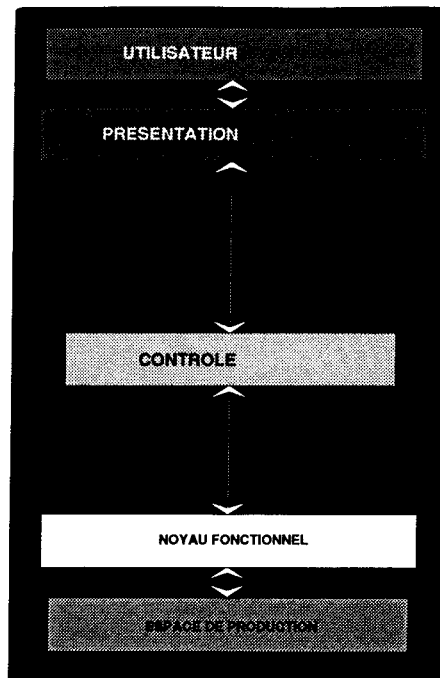 UTILISATEUR
PRESENTATION
CONTROLE
NOYAU FONCTIONNEL
ESPACE DE PRODUCTION